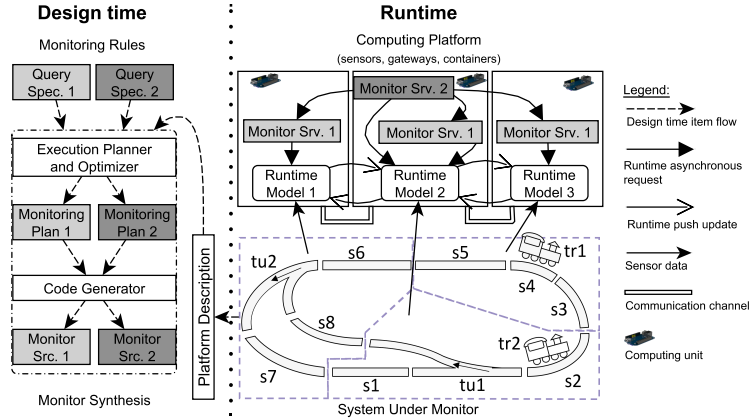 Design time
Monitoring Rules
Query
Spec. 1
Query
Spec. 2
Execution Planner
and Optimizer
Monitoring
Plan 1
Monitoring
Plan 2
Code Generator
Monitor
Src. 1
Monitor
Src. 2
Monitor Synthesis
Platform Description
Runtime
Computing Platform
(sensors, gateways, containers)
Monitor Srv. 2
Monitor Srv. 1
Monitor Srv. 1
Monitor Srv. 1
Runtime
Model 1
Runtime
Model 2
Runtime
Model 3
tu2
s6
s5
tr1
s4
s3
s8
tr2
s7
s1
tu1
s2
System Under Monitor
Legend:
Design time item flow
Runtime asynchronous
request
Runtime push update
Sensor data
Communication channel
Computing unit